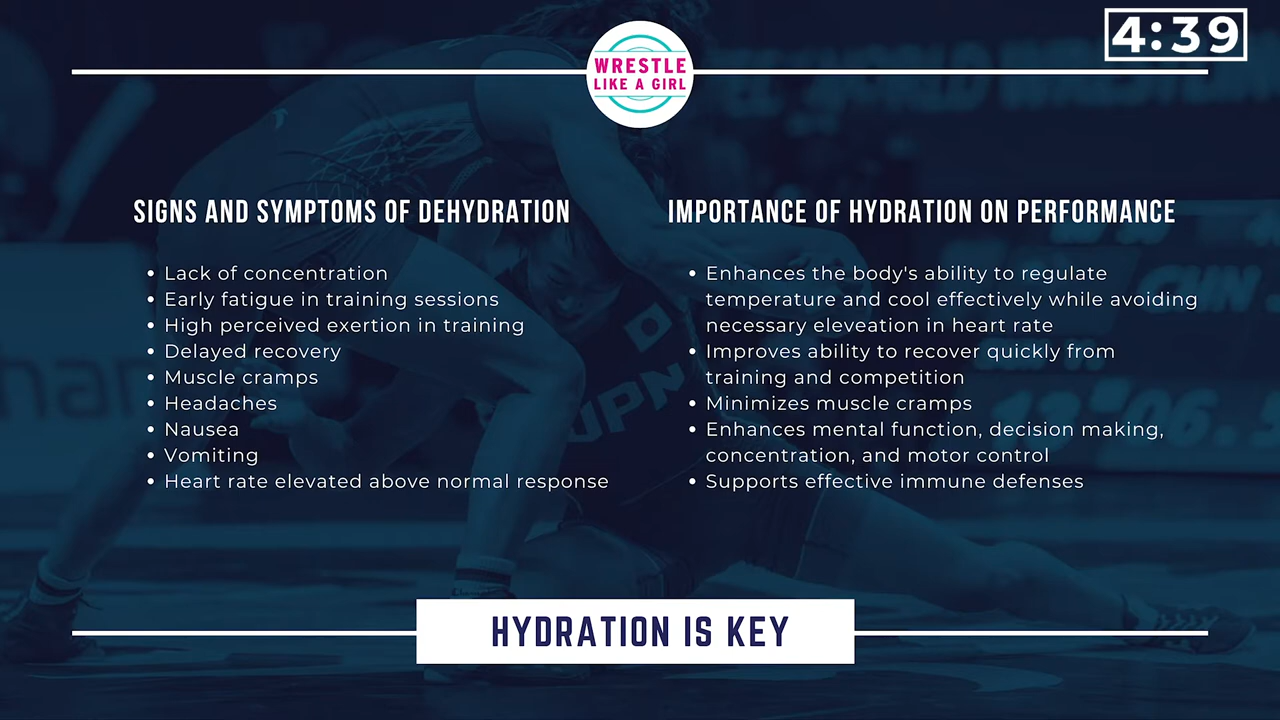 4:39
WRESTLE
LIKE A GIRL
SIGNS AND SYMPTOMS OF DEHYDRATION
• Lack of concentration
• Early fatigue in training sessions
• High perceived exertion in training
• Delayed recovery
• Muscle cramps
• Headaches
• Nausea
• Vomiting
• Heart rate elevated above normal response
IMPORTANCE OF HYDRATION ON PERFORMANCE
• Enhances the body's ability to regulate
temperature and cool effectively while avoiding
necessary eleveation in heart rate
• Improves ability to recover quickly from
training and competition
• Minimizes muscle cramps
• Enhances mental function, decision making,
concentration, and motor control
• Supports effective immune defenses
JPN
CHN
HYDRATION IS KEY